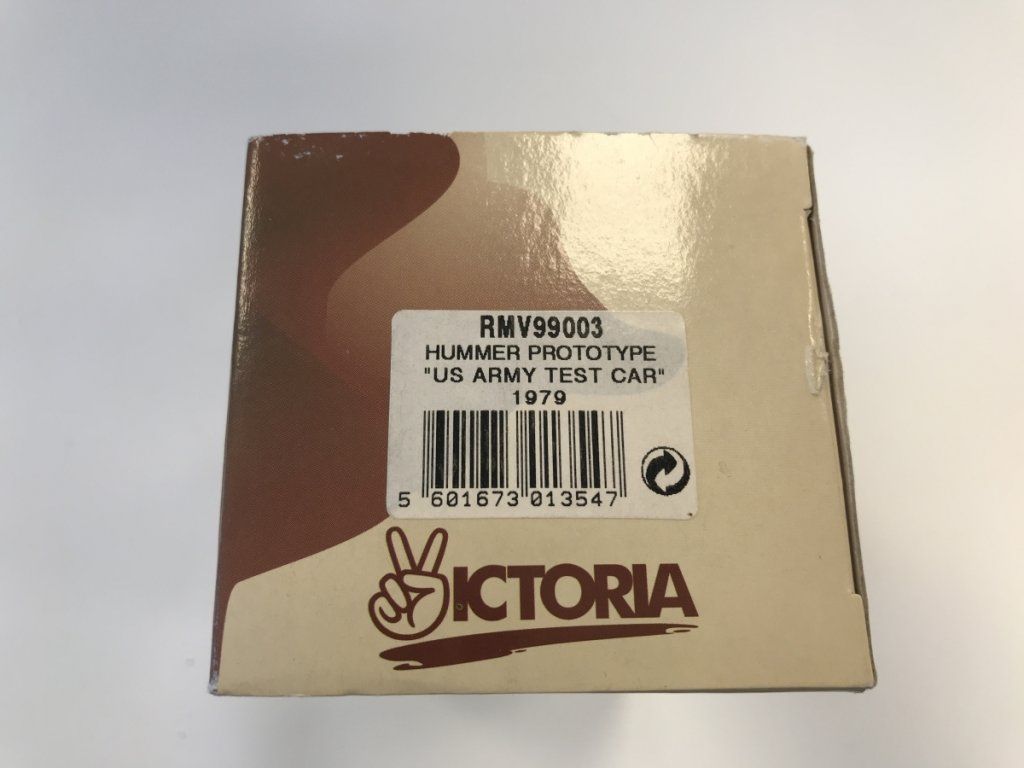 RMV99003
HUMMER PROTOTYPE
"US ARMY TEST CAR"
1979
5 601673 013547
VICTORIA